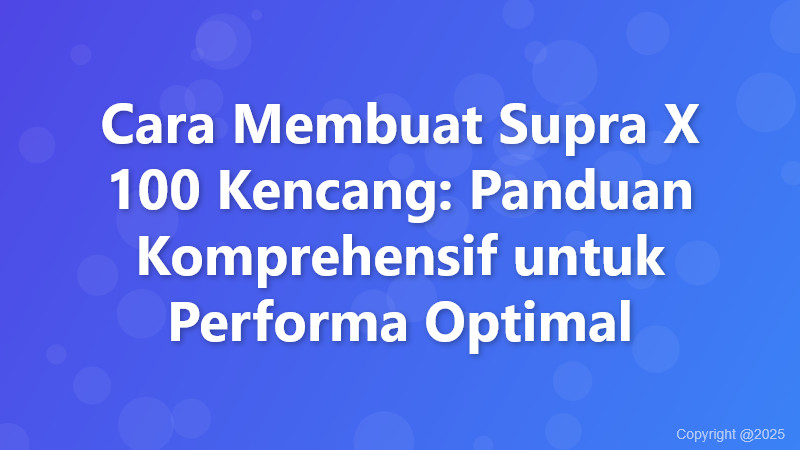 Cara Membuat Supra X
100 Kencang: Panduan
Komprehensif untuk
Performa Optimal
Copyright @2025